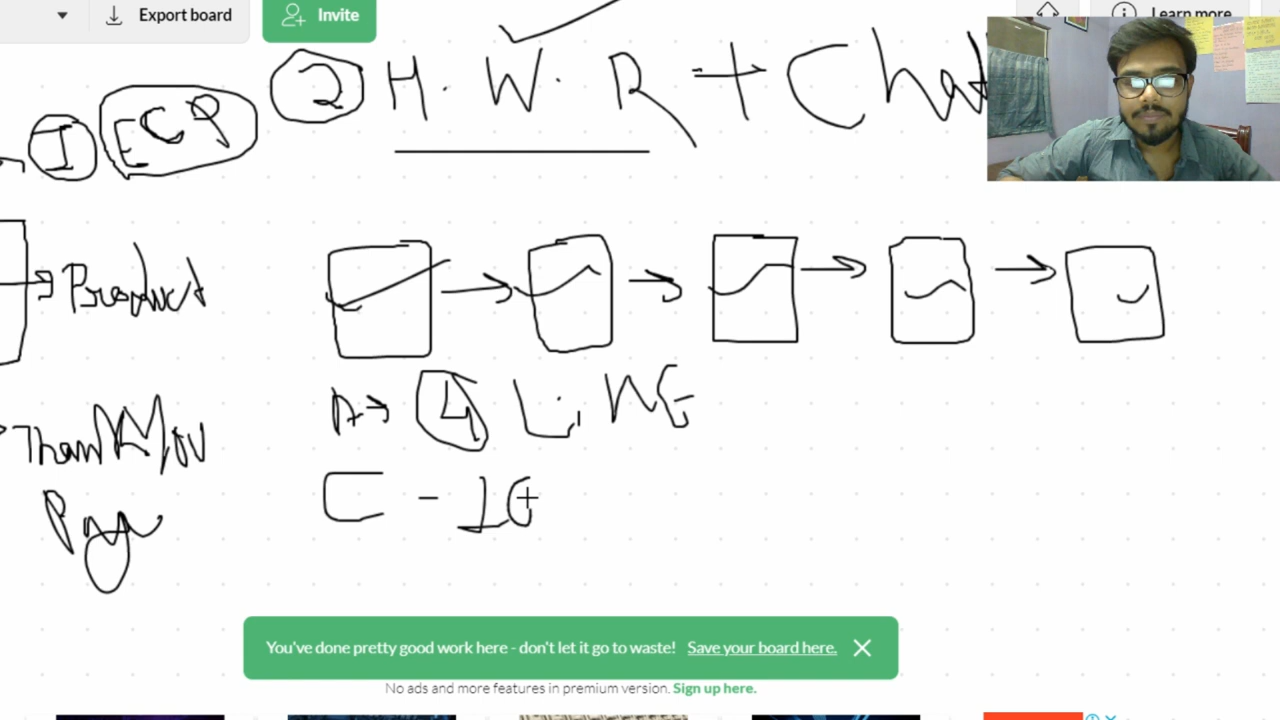 Export board
Invite
Learn more
② H. W. R + Chat
I ECP
Product
A→ 4 LiNE
Thank You
Page
C -
You've done pretty good work here - don't let it go to waste! Save your board here.
No ads and more features in premium version. Sign up here.